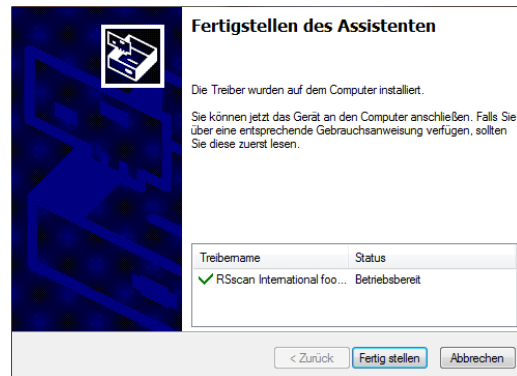 Fertigstellen des Assistenten
Die Treiber wurden auf dem Computer installiert.
Sie können jetzt das Gerät an den Computer anschließen. Falls Sie
über eine entsprechende Gebrauchsanweisung verfügen, sollten
Sie diese zuerst lesen.
Treibername Status
RSscan International foo... Betriebsbereit
< Zurück Fertig stellen Abbrechen